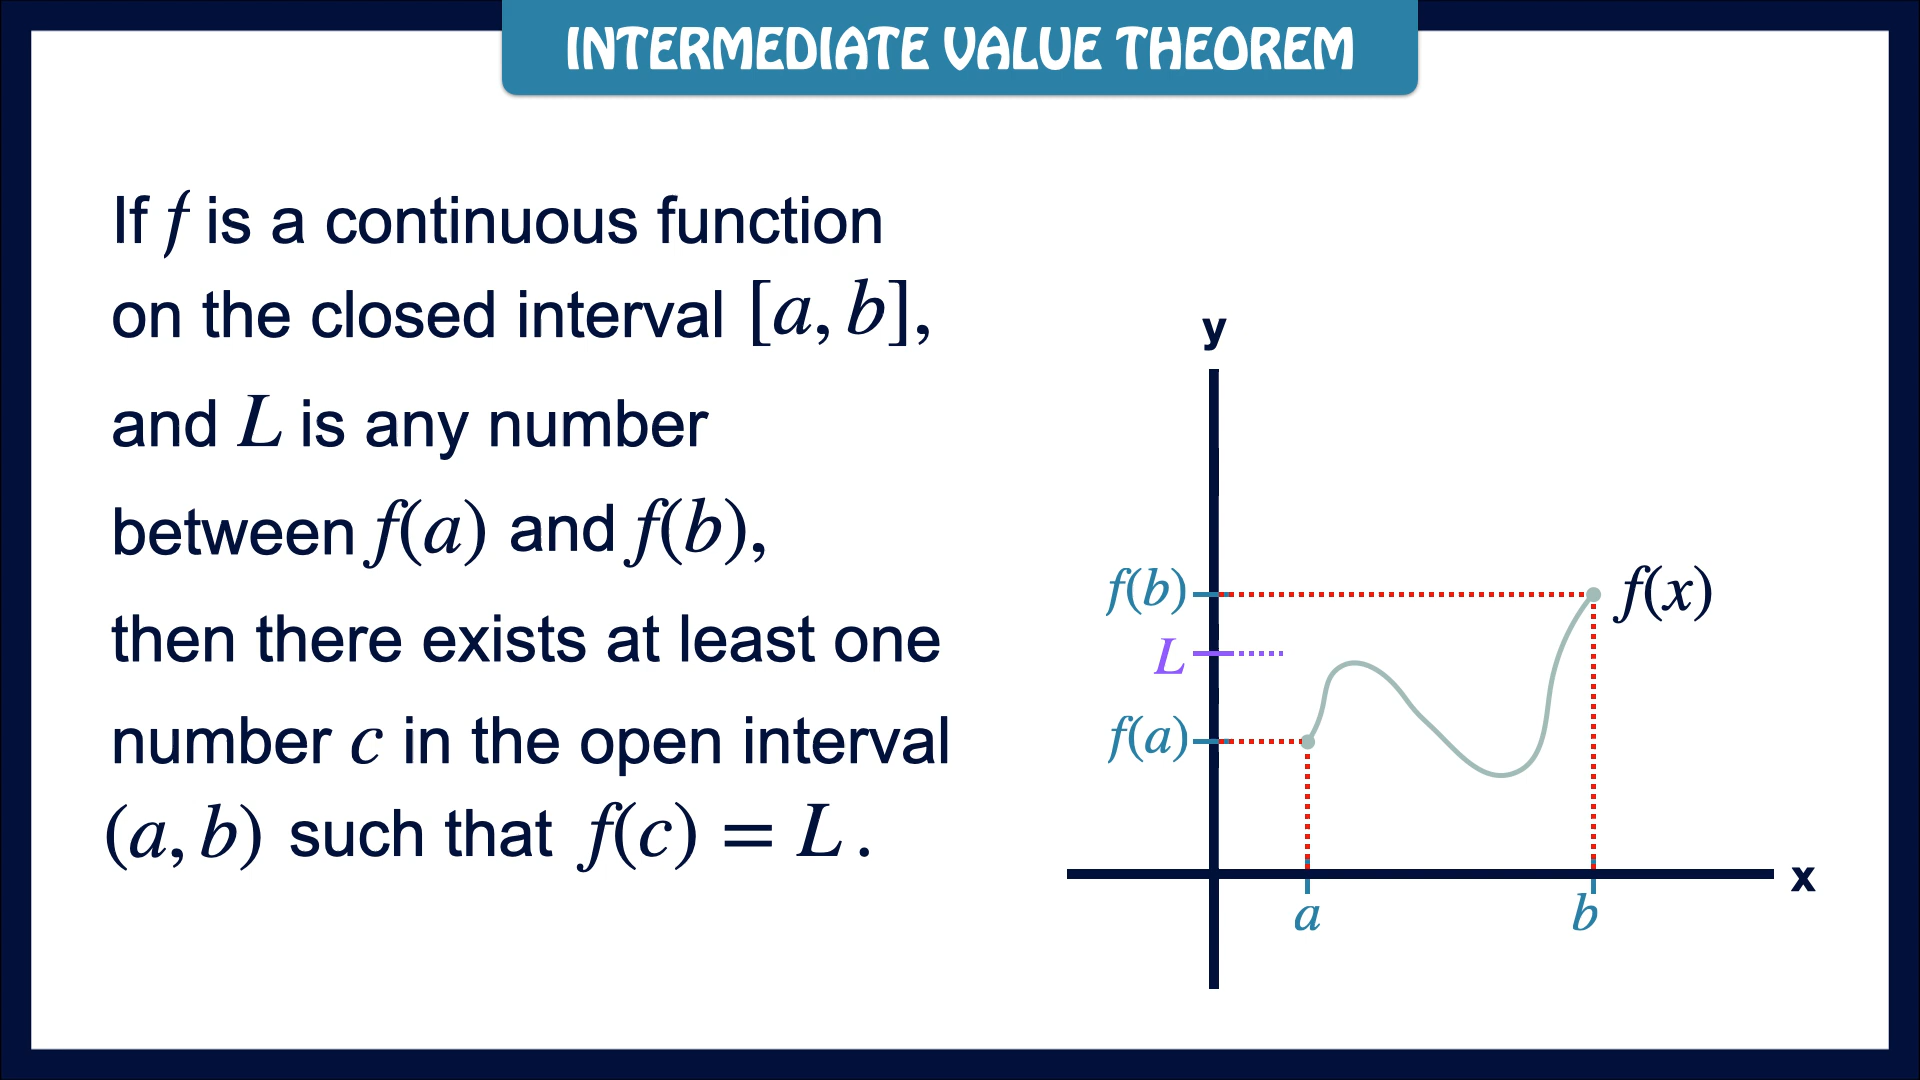 INTERMEDIATE VALUE THEOREM
If f is a continuous function
on the closed interval [a, b],
and L is any number
between f(a) and f(b),
then there exists at least one
number c in the open interval
(a, b) such that f(c) = L.
y
f(b)
f(x)
L
f(a)
x
a
b